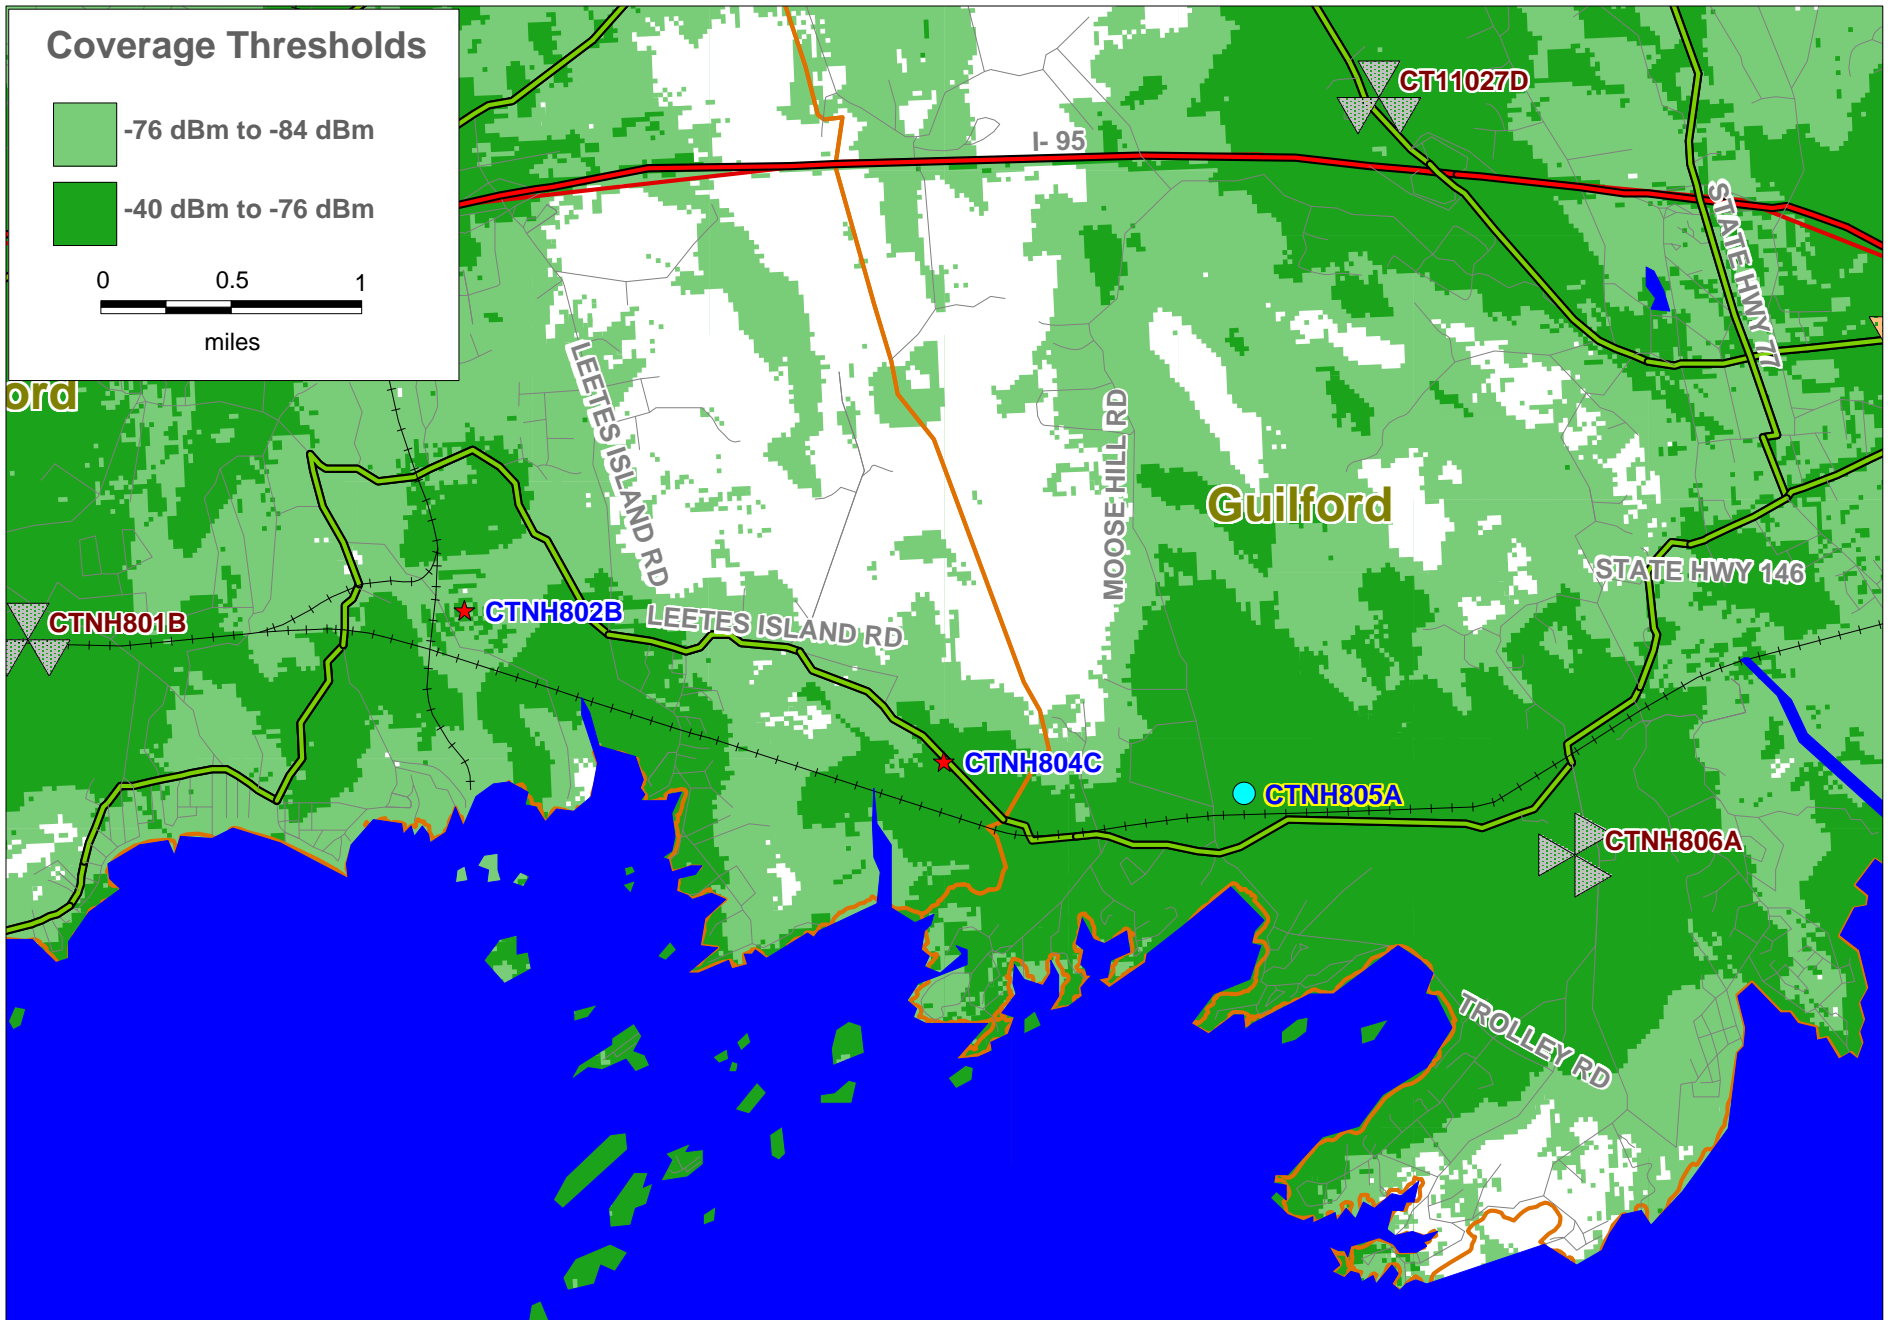 Coverage Thresholds
-76 dBm to -84 dBm
-40 dBm to -76 dBm
0 0.5 1
miles
CT11027D
I- 95
STATE HWY 77
ord
LEETES ISLAND RD
MOOSE HILL RD
Guilford
STATE HWY 146
CTNH801B
CTNH802B
LEETES ISLAND RD
CTNH804C
CTNH805A
CTNH806A
TROLLEY RD